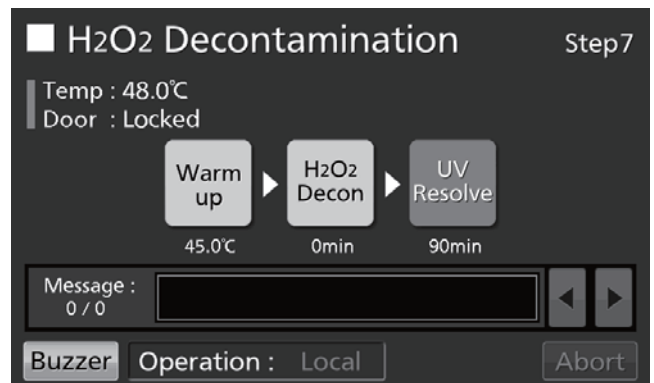 H2O2 Decontamination Step7
Temp : 48.0℃
Door : Locked
Warm up
H2O2 Decon
UV Resolve
45.0℃ 0min 90min
Message :
0 / 0
Buzzer Operation : Local Abort